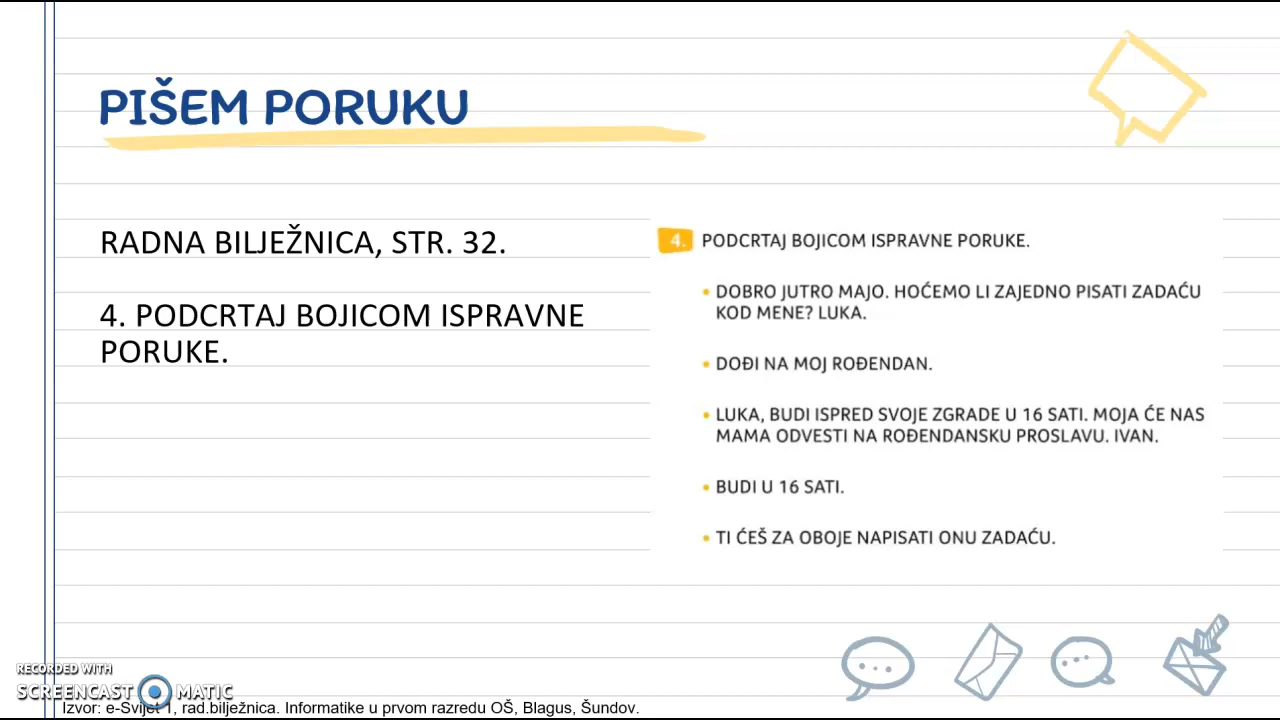 PIŠEM PORUKU
RADNA BILJEŽNICA, STR. 32.
4. PODCRTAJ BOJICOM ISPRAVNE
PORUKE.
4. PODCRTAJ BOJICOM ISPRAVNE PORUKE.
• DOBRO JUTRO MAJO. HOĆEMO LI ZAJEDNO PISATI ZADAĆU
KOD MENE? LUKA.
• DOĐI NA MOJ ROĐENDAN.
• LUKA, BUDI ISPRED SVOJE ZGRADE U 16 SATI. MOJA ĆE NAS
MAMA ODVESTI NA ROĐENDANSKU PROSLAVU. IVAN.
• BUDI U 16 SATI.
• TI ĆEŠ ZA OBOJE NAPISATI ONU ZADAĆU.
RECORDED WITH
SCREENCAST MATIC
Izvor: e-Svijet 1, rad.bilježnica. Informatike u prvom razredu OŠ, Blagus, Šundov.